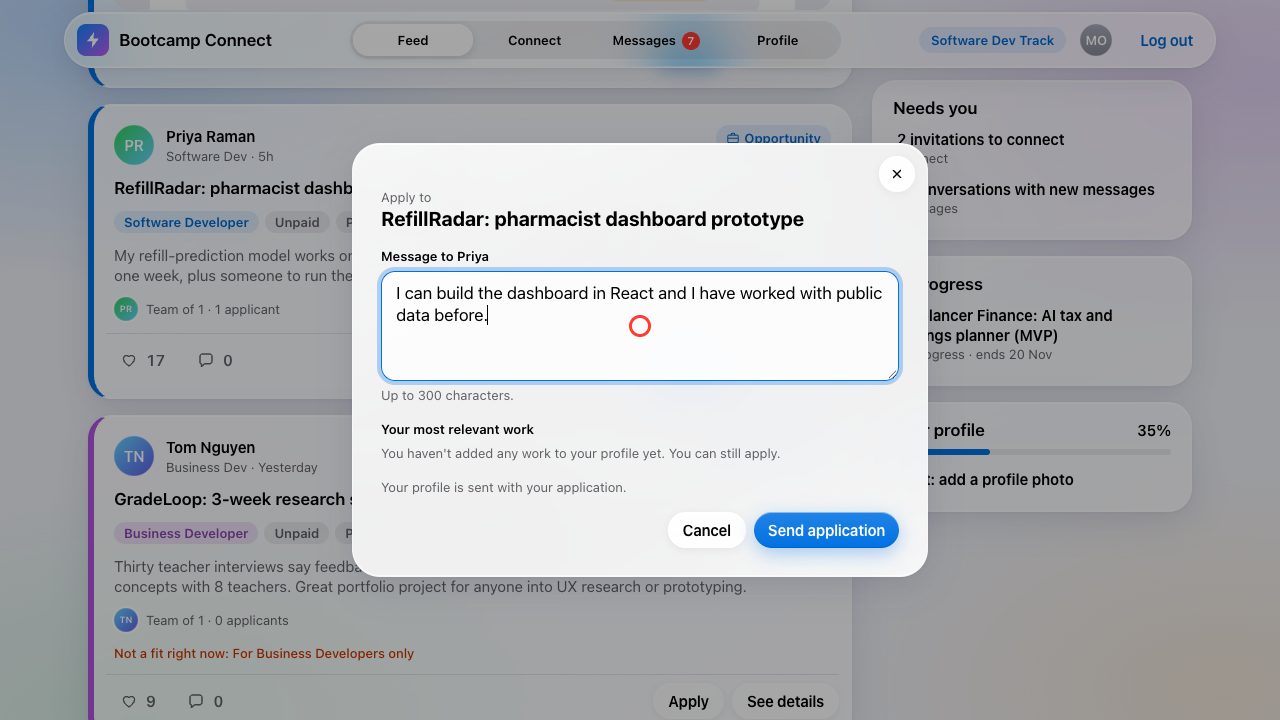 Bootcamp Connect
Feed
Connect
Messages 7
Profile
Software Dev Track
MO
Log out
PR
Priya Raman
Software Dev · 5h
Opportunity
RefillRadar: pharmacist dashb
Software Developer
Unpaid
P
My refill-prediction model works or
one week, plus someone to run the
PR
Team of 1 · 1 applicant
17
0
TN
Tom Nguyen
Business Dev · Yesterday
GradeLoop: 3-week research s
Business Developer
Unpaid
P
Thirty teacher interviews say feedba
concepts with 8 teachers. Great portfolio project for anyone into UX research or prototyping.
TN
Team of 1 · 0 applicants
Not a fit right now: For Business Developers only
9
0
Apply
See details
Apply to
RefillRadar: pharmacist dashboard prototype
Message to Priya
I can build the dashboard in React and I have worked with public
data before.
Up to 300 characters.
Your most relevant work
You haven't added any work to your profile yet. You can still apply.
Your profile is sent with your application.
Cancel
Send application
Needs you
2 invitations to connect
nect
nversations with new messages
ages
rogress
lancer Finance: AI tax and
ngs planner (MVP)
ogress · ends 20 Nov
r profile
35%
t: add a profile photo